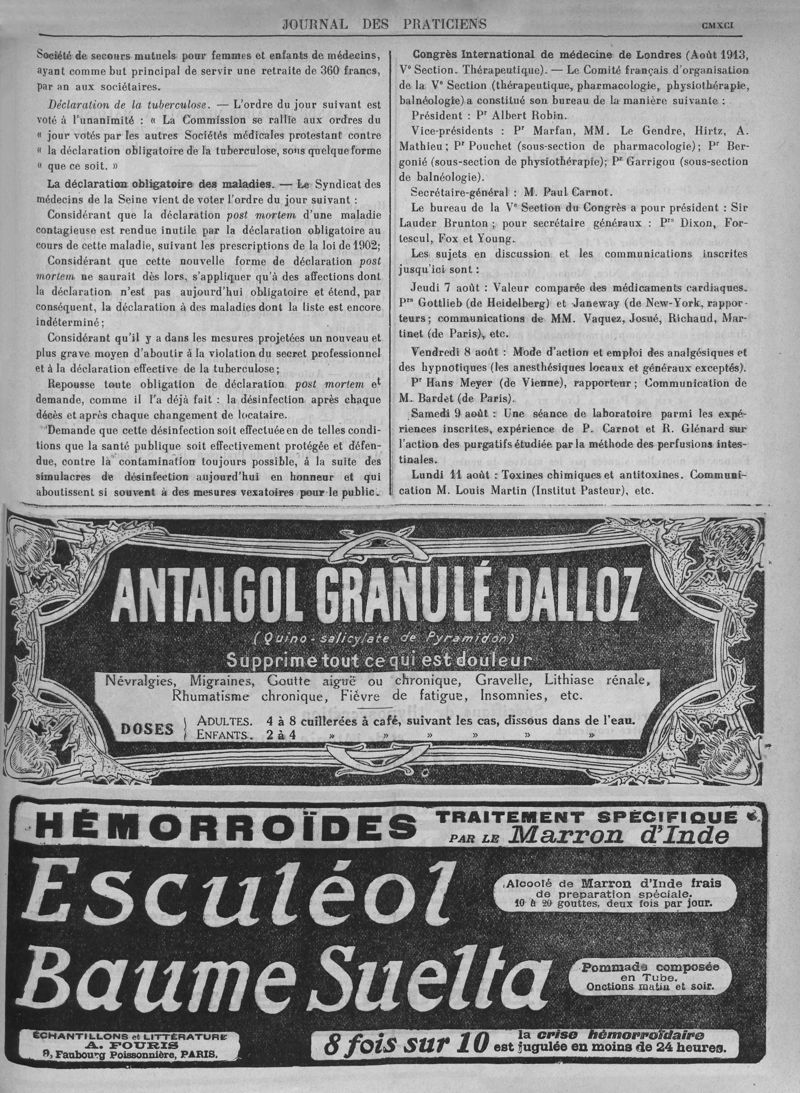 JOURNAL DES PRATICIENS
CMXCI
Société de secours mutuels pour femmes et enfants de médecins,
ayant comme but principal de servir une retraite de 360 francs,
par an aux sociétaires.
Déclaration de la tuberculose. — L'ordre du jour suivant est
voté à l'unanimité : « La Commission se rallie aux ordres du
« jour votés par les autres Sociétés médicales protestant contre
« la déclaration obligatoire de la tuberculose, sous quelque forme
« que ce soit. »
La déclaration obligatoire des maladies. — Le Syndicat des
médecins de la Seine vient de voter l'ordre du jour suivant :
Considérant que la déclaration post mortem d'une maladie
contagieuse est rendue inutile par la déclaration obligatoire au
cours de cette maladie, suivant les prescriptions de la loi de 1902;
Considérant que cette nouvelle forme de déclaration post
mortem ne saurait dès lors, s'appliquer qu'à des affections dont
la déclaration n'est pas aujourd'hui obligatoire et étend, par
conséquent, la déclaration à des maladies dont la liste est encore
indéterminé;
Considérant qu'il y a dans les mesures projetées un nouveau et
plus grave moyen d'aboutir à la violation du secret professionnel
et à la déclaration effective de la tuberculose;
Repousse toute obligation de déclaration post mortem et
demande, comme il l'a déjà fait : la désinfection après chaque
décès et après chaque changement de locataire.
Demande que cette désinfection soit effectuée en de telles condi-
tions que la santé publique soit effectivement protégée et défen-
due, contre la contamination toujours possible, à la suite des
simulacres de désinfection aujourd'hui en honneur et qui
aboutissent si souvent à des mesures vexatoires pour le public.
Congrès International de médecine de Londres (Août 1913,
Ve Section. Thérapeutique). — Le Comité français d'organisation
de la Ve Section (thérapeutique, pharmacologie, physiothérapie,
balnéologie) a constitué son bureau de la manière suivante :
Président : Pr Albert Robin.
Vice-présidents : Pr Marfan, MM. Le Gendre, Hirtz, A.
Mathieu; Pr Pouchet (sous-section de pharmacologie); Pr Ber-
gonié (sous-section de physiothérapie); Pr Garrigou (sous-section
de balnéologie).
Secrétaire-général : M. Paul Carnot.
Le bureau de la Ve Section du Congrès a pour président : Sir
Lauder Brunton; pour secrétaire généraux : Prs Dixon, For-
tescul, Fox et Young.
Les sujets en discussion et les communications inscrites
jusqu'ici sont :
Jeudi 7 août : Valeur comparée des médicaments cardiaques.
Prs Gottlieb (de Heidelberg) et Janeway (de New-York, rappor-
teurs; communications de MM. Vaquez, Josué, Richaud, Mar-
tinet (de Paris), etc.
Vendredi 8 août : Mode d'action et emploi des analgésiques et
des hypnotiques (les anesthésiques locaux et généraux exceptés).
Pr Hans Meyer (de Vienne), rapporteur; Communication de
M. Bardet (de Paris).
Samedi 9 août : Une séance de laboratoire parmi les expé-
riences inscrites, expérience de P. Carnot et R. Glénard sur
l'action des purgatifs étudiée par la méthode des perfusions intes-
tinales.
Lundi 11 août : Toxines chimiques et antitoxines. Communi-
cation M. Louis Martin (Institut Pasteur), etc.
ANTALGOL GRANULÉ DALLOZ
(Quino-salicylate de Pyramidon)
Supprime tout ce qui est douleur
Névralgies, Migraines, Goutte aiguë ou chronique, Gravelle, Lithiase rénale,
Rhumatisme chronique, Fièvre de fatigue, Insomnies, etc.
DOSES
ADULTES. 4 à 8 cuillerées à café, suivant les cas, dissous dans de l'eau.
ENFANTS. 2 à 4 » » » » » »
HÉMORROÏDES
TRAITEMENT SPÉCIFIQUE
PAR LE Marron d'Inde
Esculéol
Alcoolé de Marron d'Inde frais
de preparation spéciale.
10 à 20 gouttes, deux fois par jour.
Baume Suelta
Pommade composée
en Tube.
Onctions matin et soir.
ÉCHANTILLONS et LITTÉRATURE
A. FOURIS
9, Faubourg Poissonnière, PARIS.
8 fois sur 10
la crise hémorroïdaire
est jugulée en moins de 24 heures.